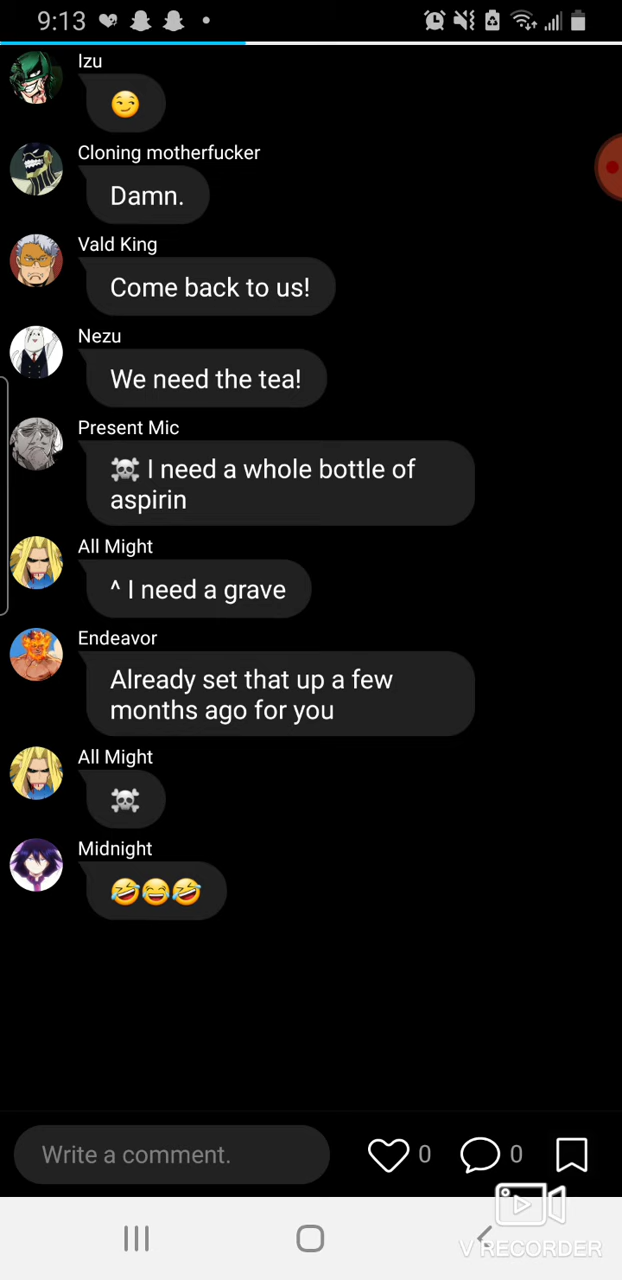 9:13
Izu
😏
Cloning motherfucker
Damn.
Vald King
Come back to us!
Nezu
We need the tea!
Present Mic
☠️ I need a whole bottle of
aspirin
All Might
^ I need a grave
Endeavor
Already set that up a few
months ago for you
All Might
☠️
Midnight
🤣😂🤣
Write a comment.
0
0
V RECORDER